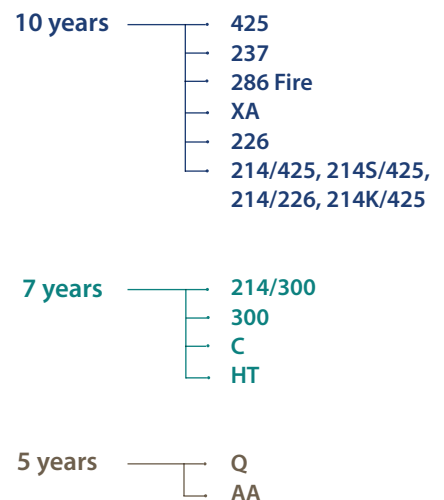 10 years
425
237
286 Fire
XA
226
214/425, 214S/425,
214/226, 214K/425
7 years
214/300
300
C
HT
5 years
Q
AA